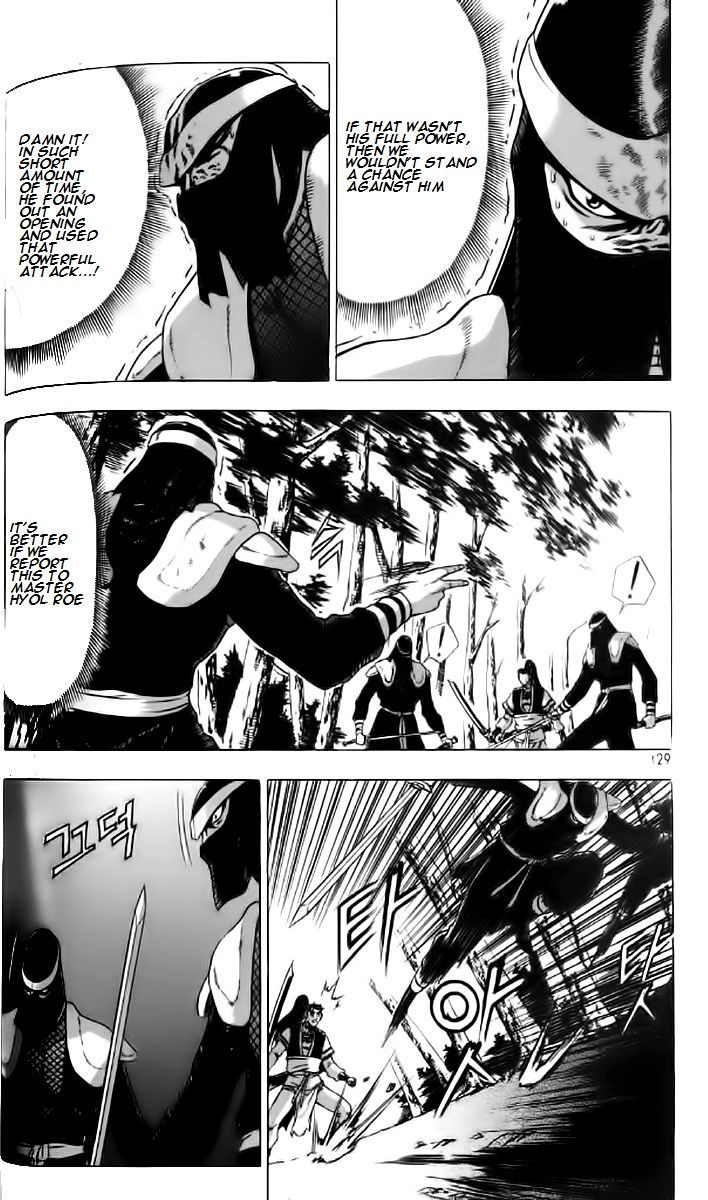 DAMN IT!
IN SUCH
SHORT
AMOUNT
OF TIME,
HE FOUND
OUT AN
OPENING
AND USED
THAT
POWERFUL
ATTACK...!
IF THAT WASN'T
HIS FULL POWER,
THEN WE
WOULDN'T STAND
A CHANCE
AGAINST HIM
IT'S
BETTER
IF WE
REPORT
THIS TO
MASTER
HYOL ROE
!
!
129
끄덕
타
앗
탓